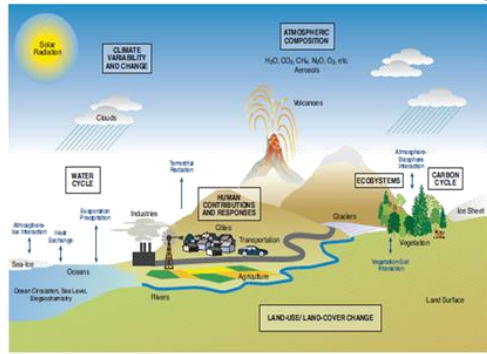 Solar
Radiation
CLIMATE
VARIABILITY
AND CHANGE
ATMOSPHERIC
COMPOSITION
H₂O, CO₂, CH₄, N₂O, O₃, etc.
Aerosols
Volcanoes
Clouds
Atmosphere-
Biosphere
Interaction
WATER
CYCLE
Terrestrial
Radiation
HUMAN
CONTRIBUTIONS
AND RESPONSES
ECOSYSTEMS
CARBON
CYCLE
Atmosphere-
Ice Interaction
Heat
Exchange
Evaporation
Precipitation
Industries
Cities
Transportation
Glaciers
Ice Sheet
Vegetation
Sea-Ice
Oceans
Agriculture
Vegetation-Soil
Interaction
Ocean Circulation, Sea Level,
Biogeochemistry
Rivers
Land Surface
LAND-USE/ LAND-COVER CHANGE